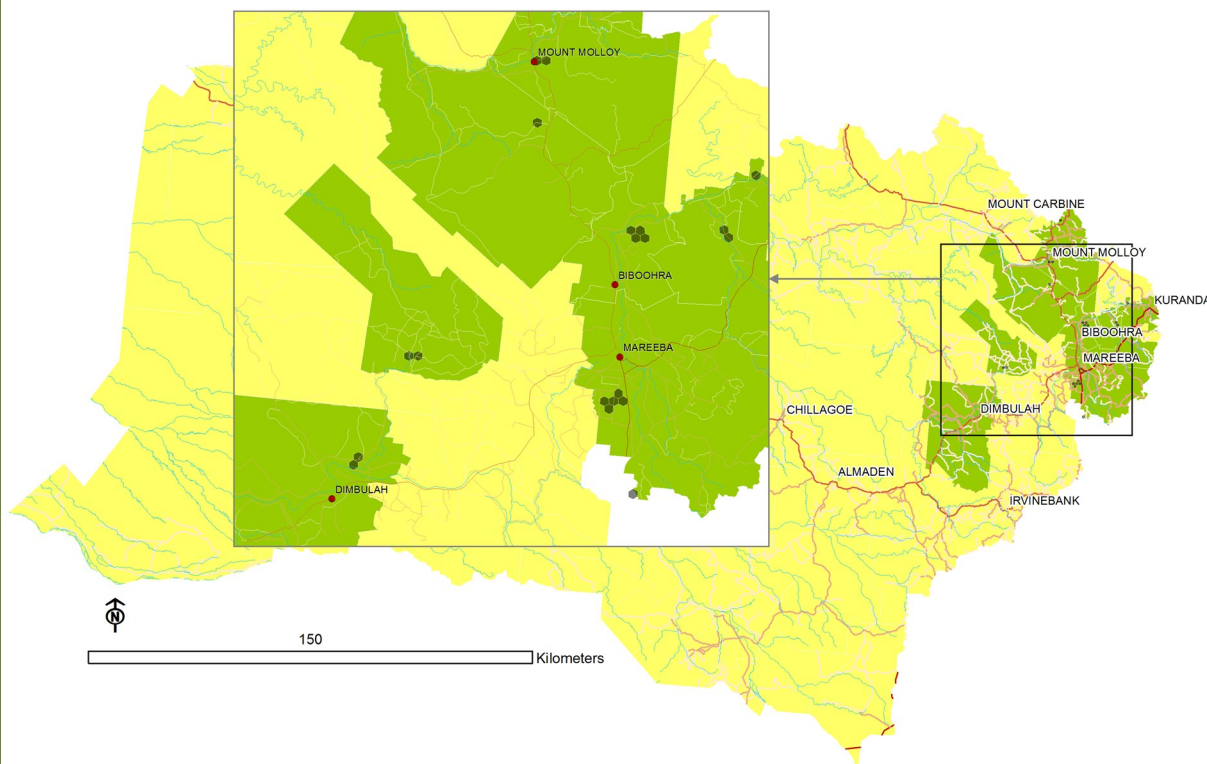 MOUNT MOLLOY
BIBOOHRA
MAREEBA
DIMBULAH
MOUNT CARBINE
MOUNT MOLLOY
KURANDA
BIBOOHRA
MAREEBA
CHILLAGOE
DIMBULAH
ALMADEN
IRVINEBANK
N
150
Kilometers